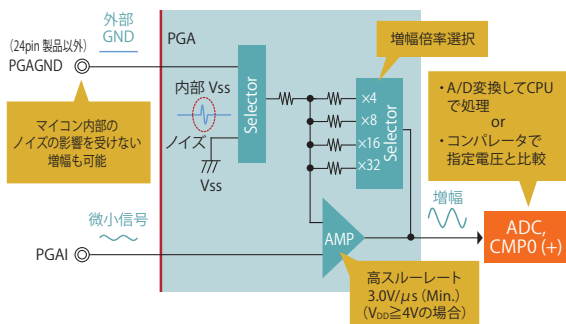 外部
GND
(24pin 製品以外)
PGAGND
マイコン内部の
ノイズの影響を受けない
増幅も可能
微小信号
PGAI
PGA
内部 Vss
ノイズ
Vss
Selector
×4
×8
×16
×32
Selector
増幅倍率選択
AMP
高スルーレート
3.0V/μs (Min.)
(VDD≧4Vの場合)
増幅
・A/D変換してCPU
で処理
or
・コンパレータで
指定電圧と比較
ADC,
CMP0 (+)